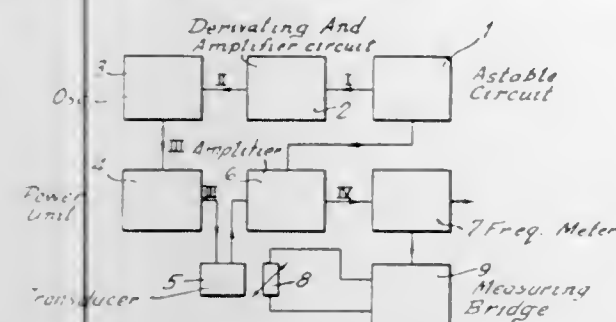 Derivating And
Amplifier circuit
1
3
II
I
Astable
Circuit
2
III
Amplifier
4
6
III
IV
Power
Unit
7 Freq. Meter
5
8
9
Transducer
Measuring
Bridge